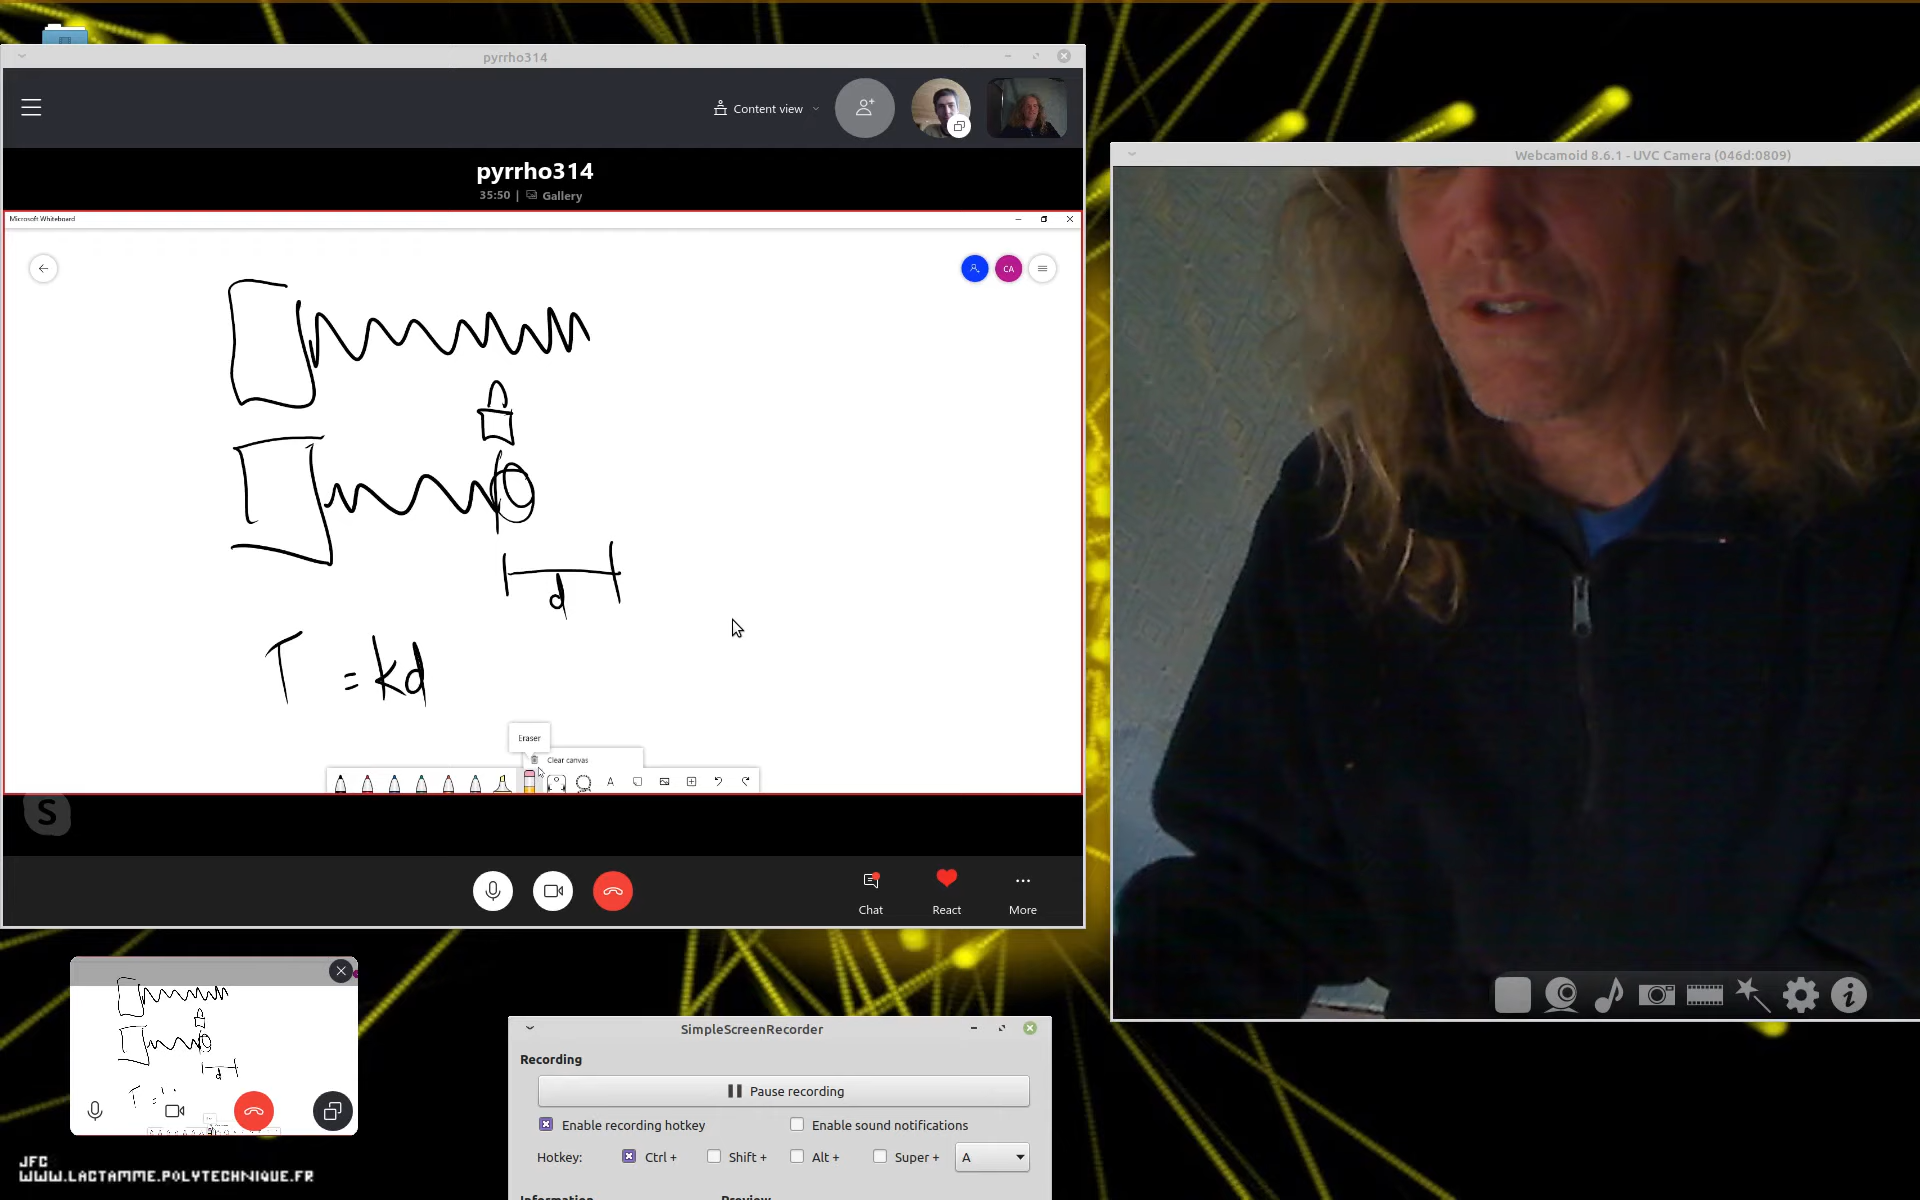 pyrrho314
Content view
pyrrho314
35:50 | Gallery
Microsoft Whiteboard
CA
d
T = kd
Eraser
Clear canvas
A
S
Chat
React
More
Webcamoid 8.6.1 - UVC Camera (046d:0809)
SimpleScreenRecorder
Recording
Pause recording
Enable recording hotkey
Enable sound notifications
Hotkey:
Ctrl +
Shift +
Alt +
Super +
A
Information
Preview
d
T =
JFC
WWW.LACTAMME.POLYTECHNIQUE.FR